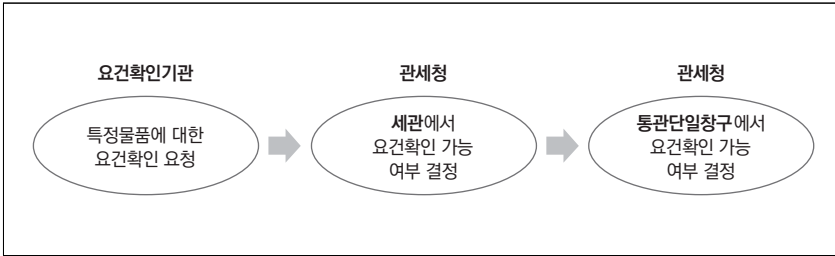 요건확인기관
특정물품에 대한
요건확인 요청
관세청
세관에서
요건확인 가능
여부 결정
관세청
통관단일창구에서
요건확인 가능
여부 결정